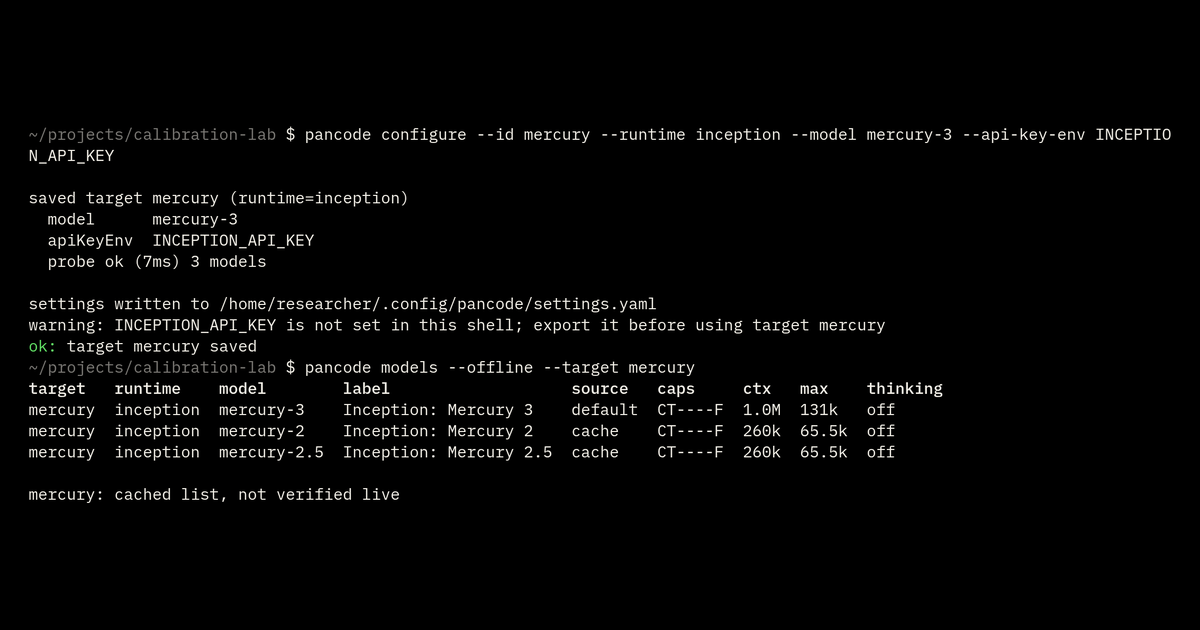 ~/projects/calibration-lab $ pancode configure --id mercury --runtime inception --model mercury-3 --api-key-env INCEPTIO
N_API_KEY
saved target mercury (runtime=inception)
  model      mercury-3
  apiKeyEnv  INCEPTION_API_KEY
  probe ok (7ms) 3 models
settings written to /home/researcher/.config/pancode/settings.yaml
warning: INCEPTION_API_KEY is not set in this shell; export it before using target mercury
ok: target mercury saved
~/projects/calibration-lab $ pancode models --offline --target mercury
target   runtime    model        label                   source   caps     ctx   max    thinking
mercury  inception  mercury-3    Inception: Mercury 3    default  CT----F  1.0M  131k   off
mercury  inception  mercury-2    Inception: Mercury 2    cache    CT----F  260k  65.5k  off
mercury  inception  mercury-2.5  Inception: Mercury 2.5  cache    CT----F  260k  65.5k  off
mercury: cached list, not verified live